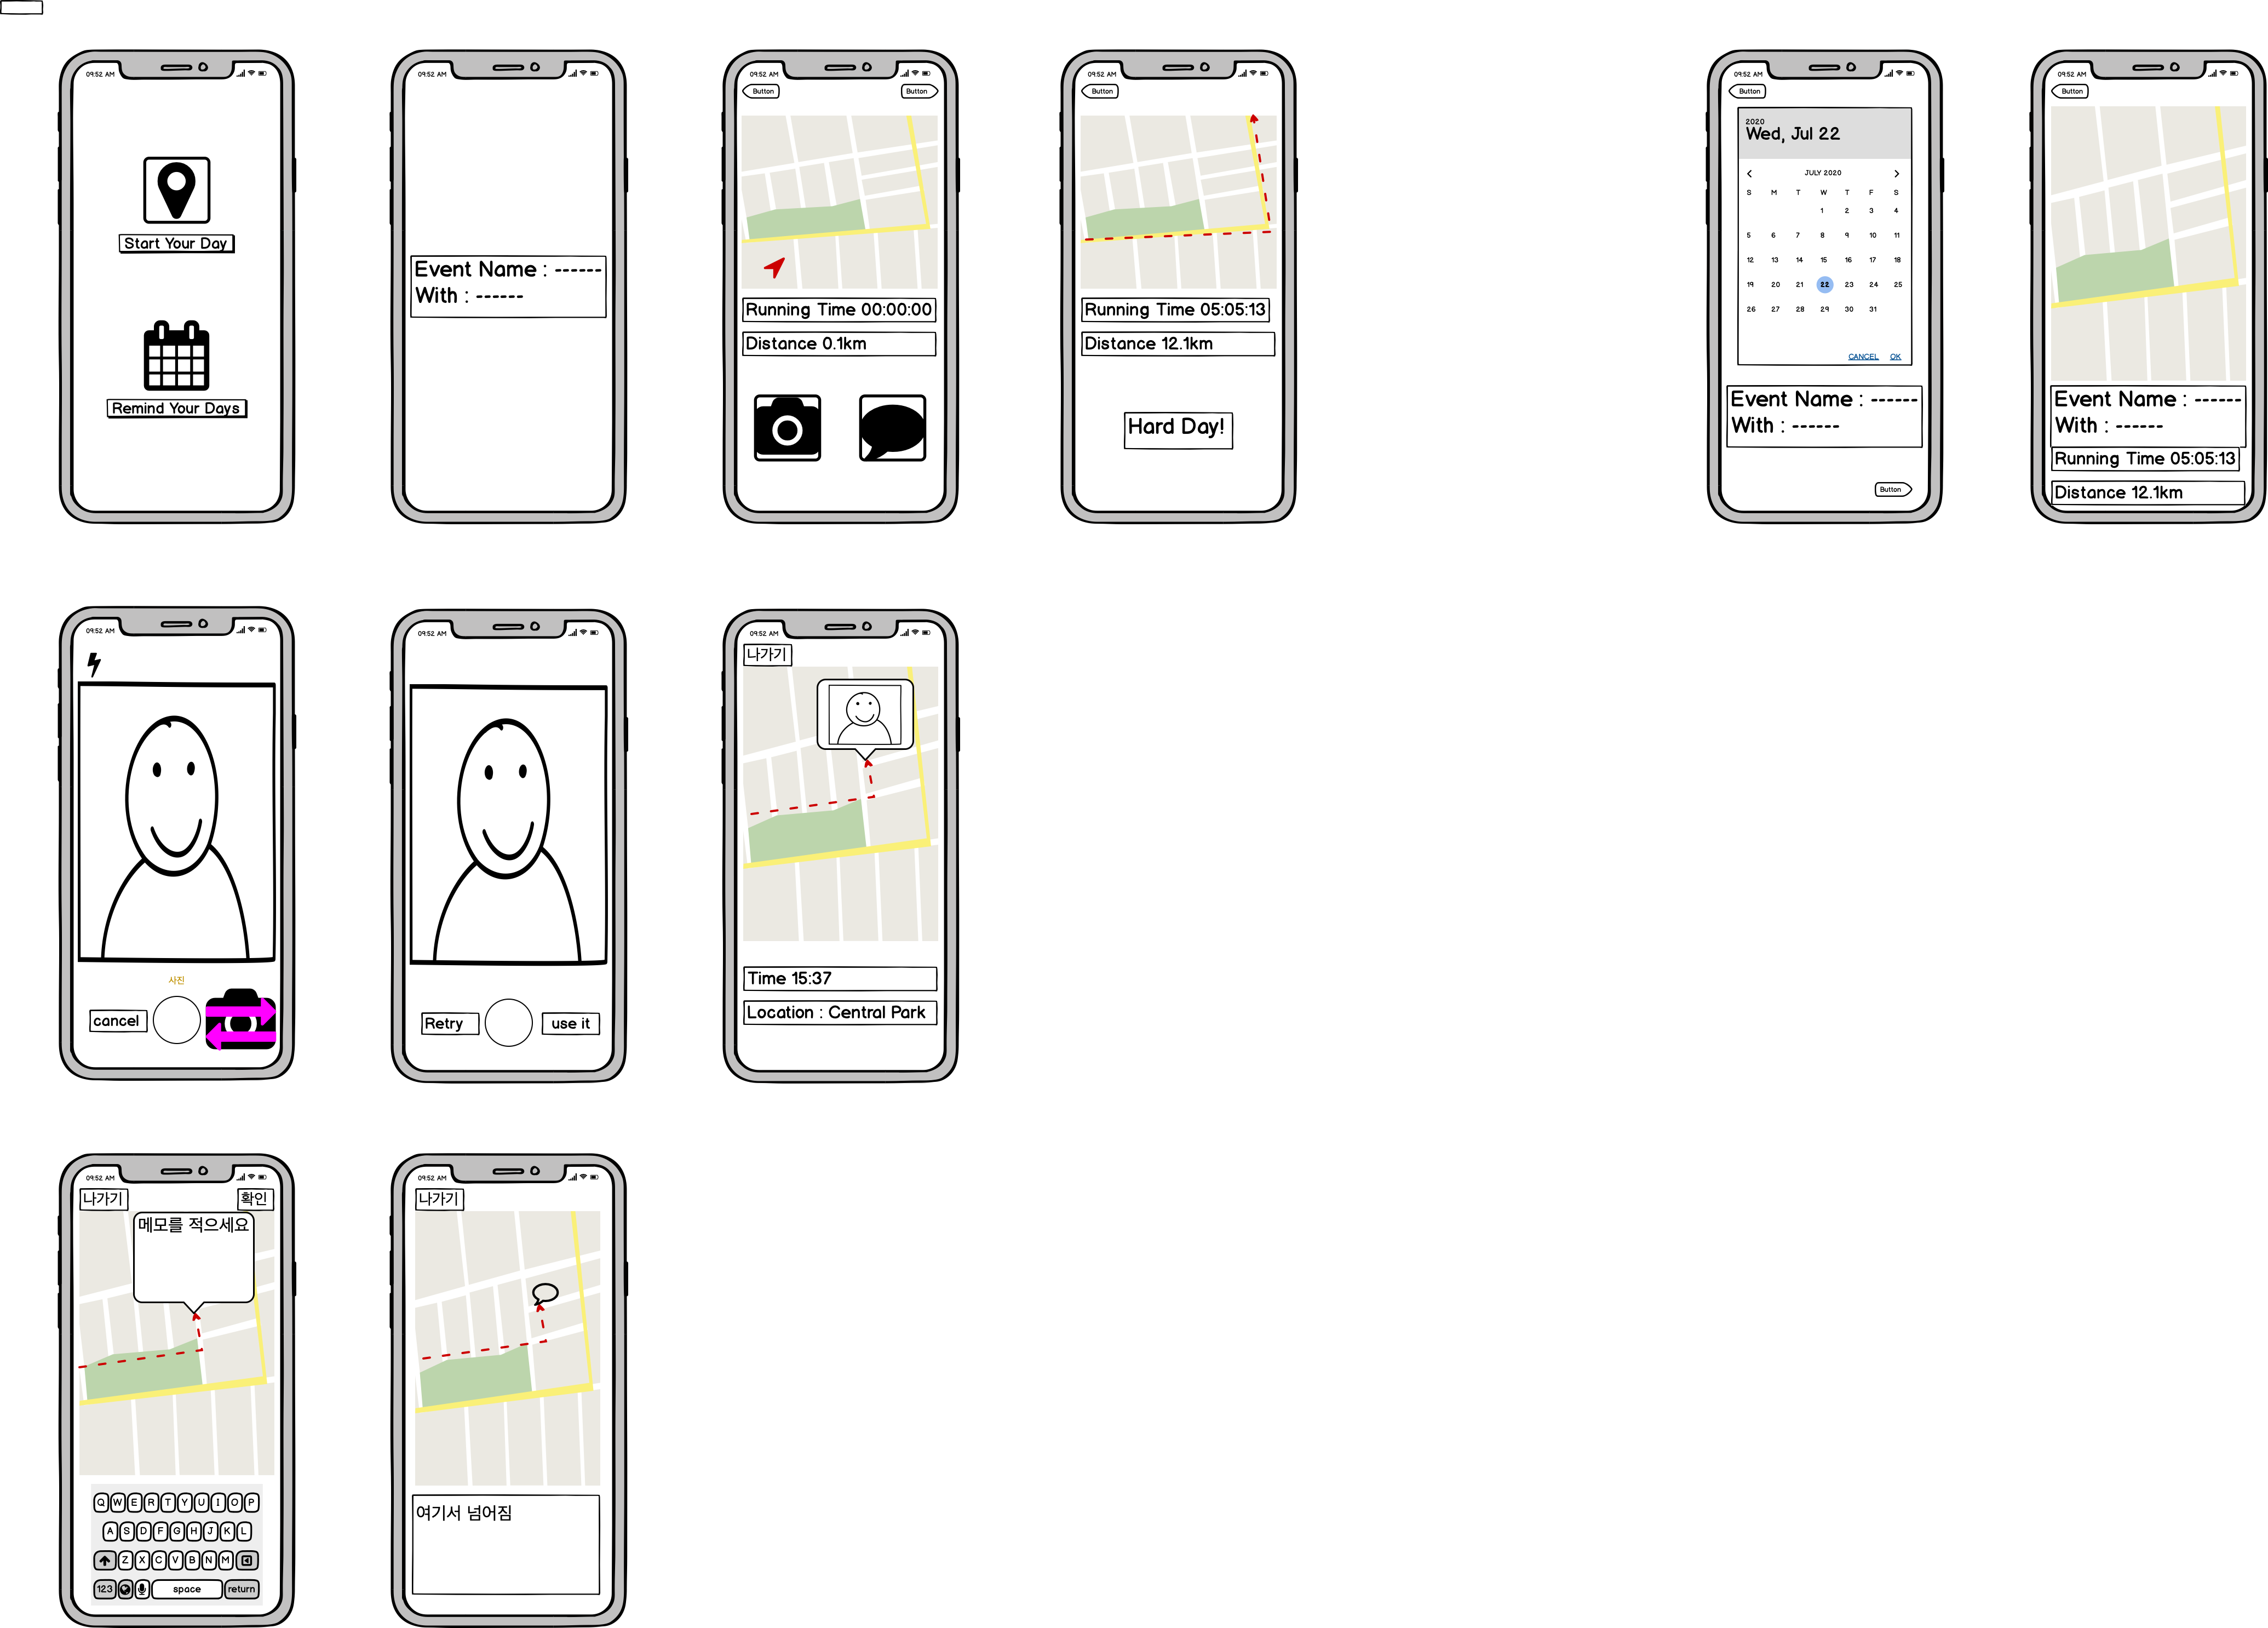 09:52 AM
Start Your Day
Remind Your Days
09:52 AM
Event Name : ------
With : ------
09:52 AM
Button
Button
Running Time 00:00:00
Distance 0.1km
09:52 AM
Button
Running Time 05:05:13
Distance 12.1km
Hard Day!
09:52 AM
Button
2020
Wed, Jul 22
JULY 2020
S M T W T F S
1 2 3 4
5 6 7 8 9 10 11
12 13 14 15 16 17 18
19 20 21 22 23 24 25
26 27 28 29 30 31
CANCEL OK
Event Name : ------
With : ------
Button
09:52 AM
Button
Event Name : ------
With : ------
Running Time 05:05:13
Distance 12.1km
09:52 AM
사진
cancel
09:52 AM
Retry
use it
09:52 AM
나가기
Time 15:37
Location : Central Park
09:52 AM
나가기
확인
메모를 적으세요
Q W E R T Y U I O P
A S D F G H J K L
Z X C V B N M
123 space return
09:52 AM
나가기
여기서 넘어짐